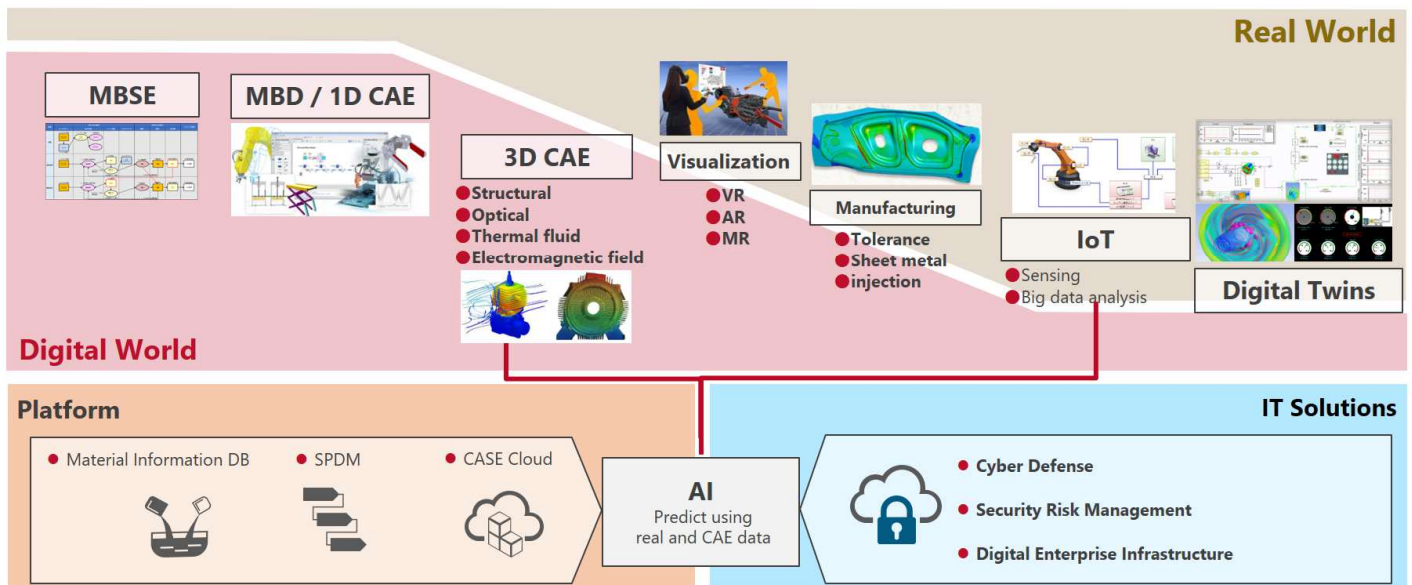 Real World
MBSE
MBD / 1D CAE
3D CAE
Structural
Optical
Thermal fluid
Electromagnetic field
Visualization
VR
AR
MR
Manufacturing
Tolerance
Sheet metal
injection
IoT
Sensing
Big data analysis
Digital Twins
Digital World
Platform
Material Information DB
SPDM
CASE Cloud
AI
Predict using
real and CAE data
IT Solutions
Cyber Defense
Security Risk Management
Digital Enterprise Infrastructure